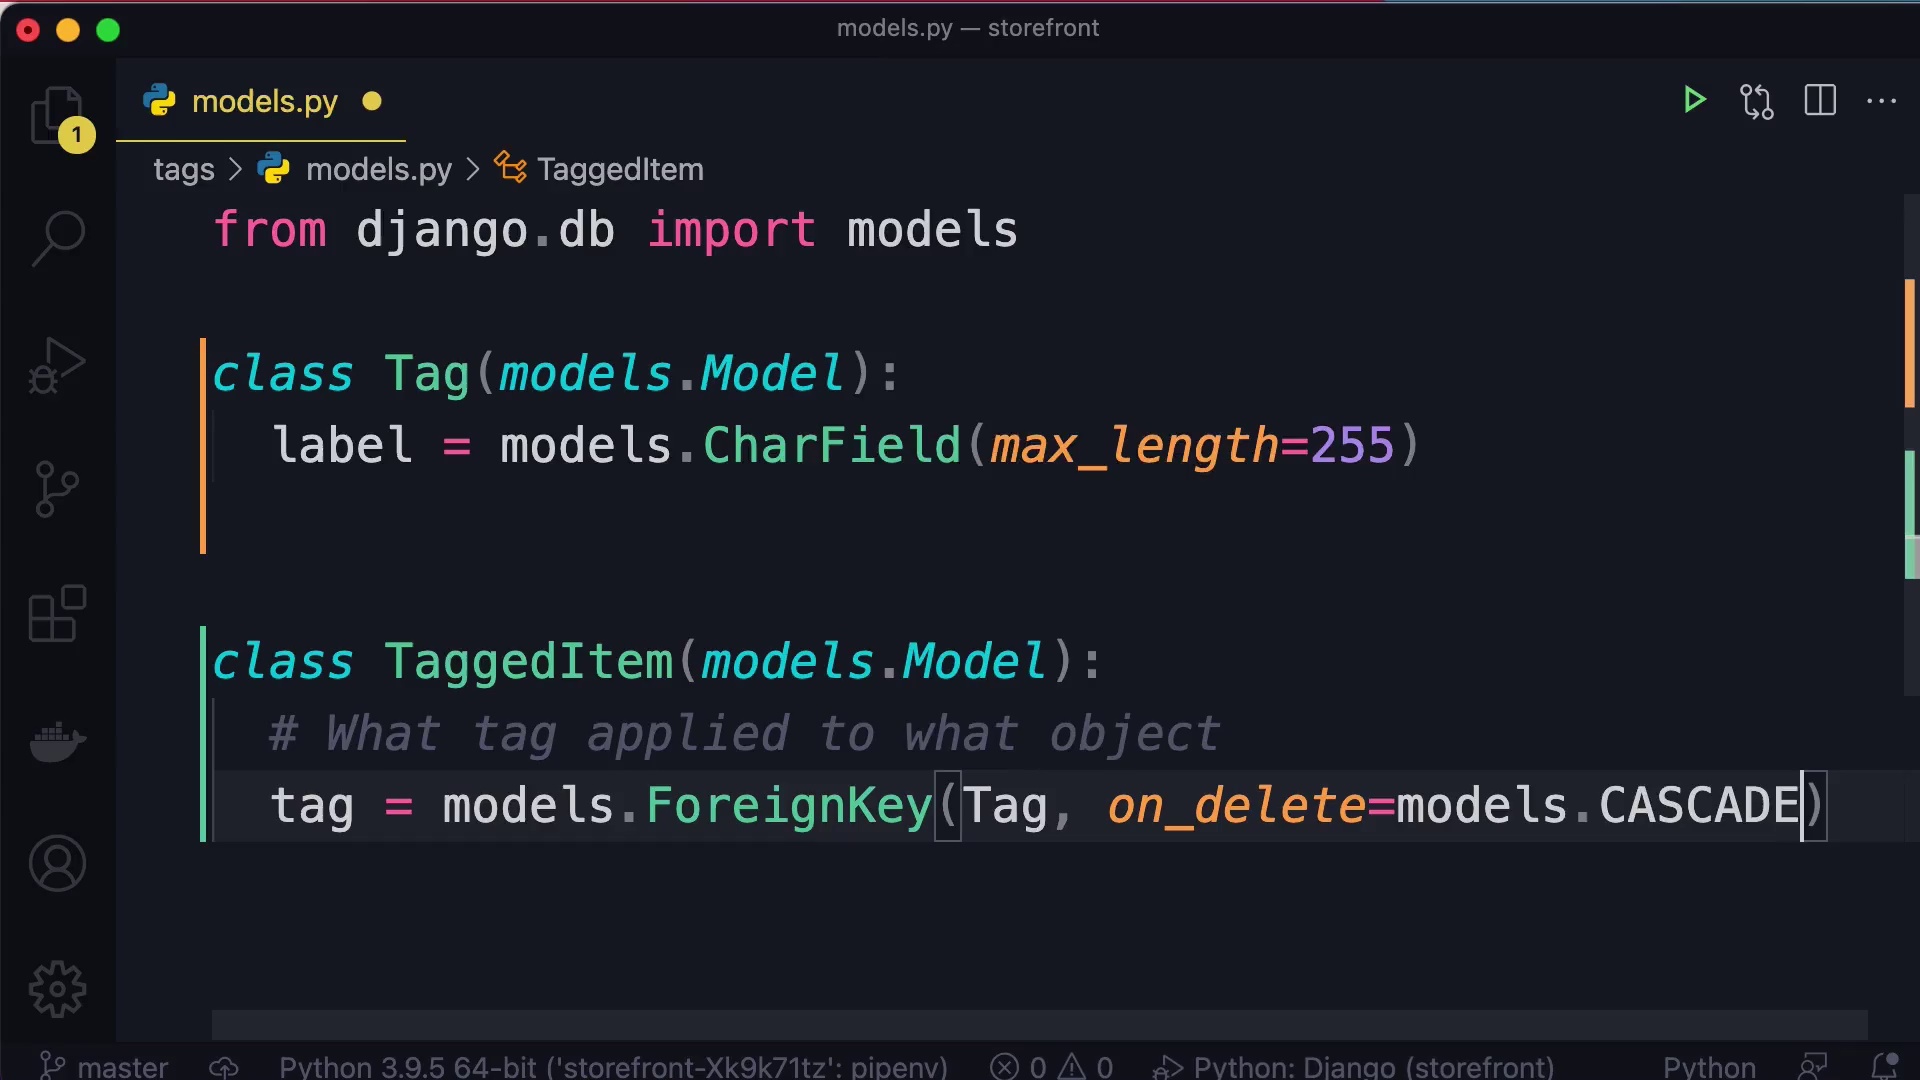 models.py — storefront
models.py
1
tags > models.py > TaggedItem
from django.db import models
class Tag(models.Model):
label = models.CharField(max_length=255)
class TaggedItem(models.Model):
# What tag applied to what object
tag = models.ForeignKey(Tag, on_delete=models.CASCADE)
master Python 3.9.5 64-bit ('storefront-Xk9k71tz': pipenv) 0 0 Python: Django (storefront) Python